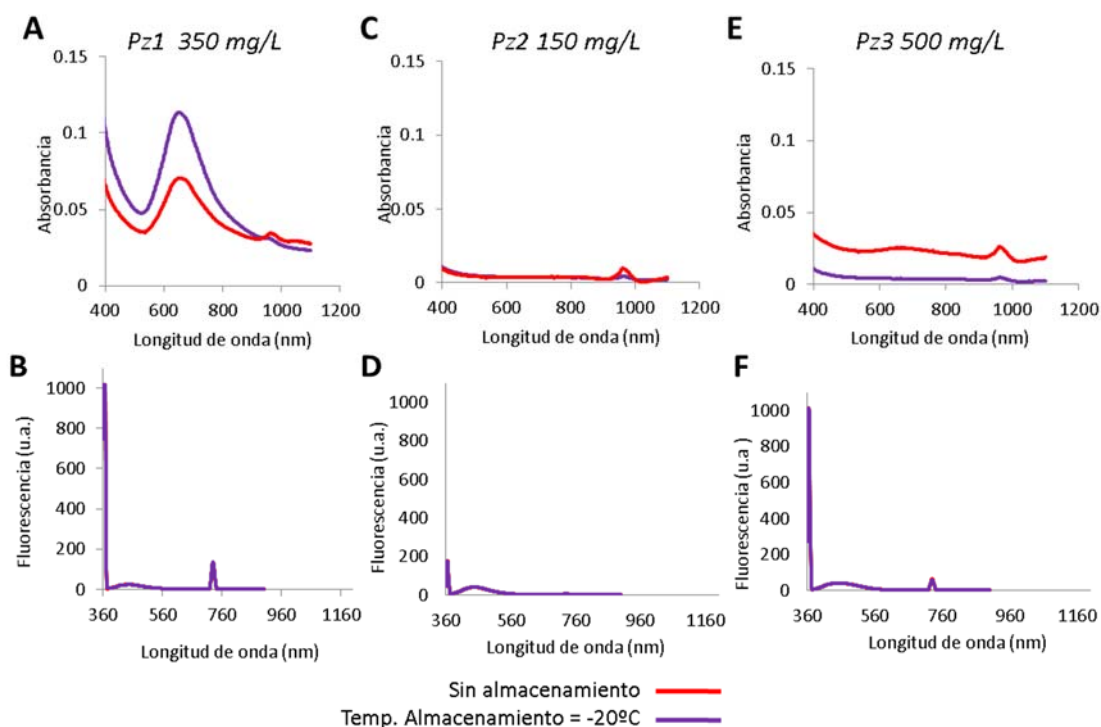 A
Pz1 350 mg/L
0.15
0.1
0.05
0
Absorbancia
400 600 800 1000 1200
Longitud de onda (nm)
C
Pz2 150 mg/L
0.15
0.1
0.05
0
Absorbancia
400 600 800 1000 1200
Longitud de onda (nm)
E
Pz3 500 mg/L
0.15
0.1
0.05
0
Absorbancia
400 600 800 1000 1200
Longitud de onda (nm)
B
1000
800
600
400
200
0
Fluorescencia (u.a.)
360 560 760 960 1160
Longitud de onda (nm)
D
1000
800
600
400
200
0
Fluorescencia (u.a.)
360 560 760 960 1160
Longitud de onda (nm)
F
1000
800
600
400
200
0
Fluorescencia (u.a )
360 560 760 960 1160
Longitud de onda (nm)
Sin almacenamiento
Temp. Almacenamiento = -20ºC